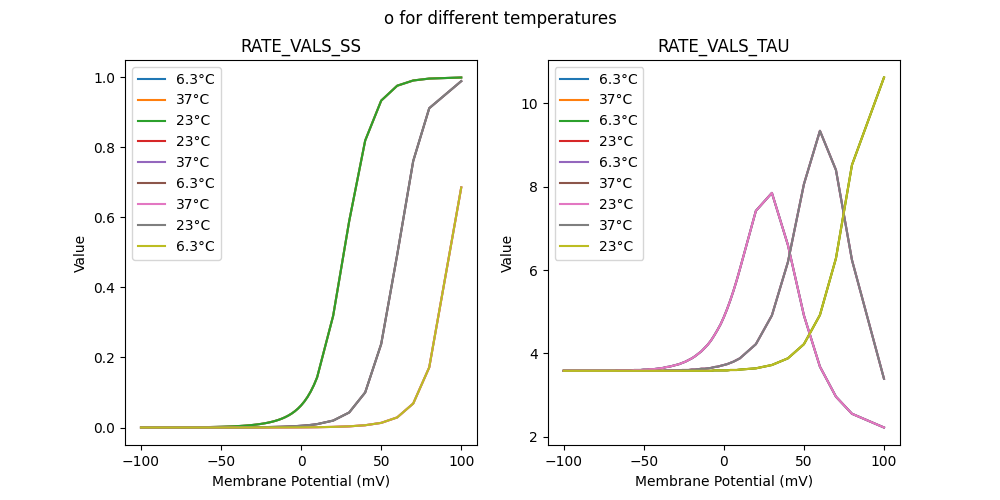 o for different temperatures
RATE_VALS_SS
1.0
0.8
0.6
0.4
0.2
0.0
Value
6.3°C
37°C
23°C
23°C
37°C
6.3°C
37°C
23°C
6.3°C
−100
−50
0
50
100
Membrane Potential (mV)
RATE_VALS_TAU
10
8
6
4
2
Value
6.3°C
37°C
6.3°C
23°C
6.3°C
37°C
23°C
37°C
23°C
−100
−50
0
50
100
Membrane Potential (mV)